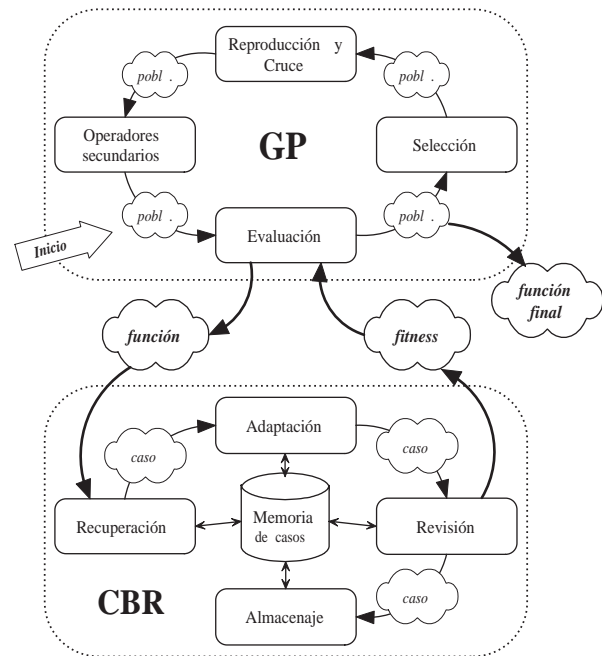 Reproducción y
Cruce
pobl .
pobl .
Operadores
secundarios
GP
Selección
pobl .
Evaluación
pobl .
Inicio
función
final
función
fitness
Adaptación
caso
caso
Recuperación
Memoria
de casos
Revisión
caso
CBR
Almacenaje